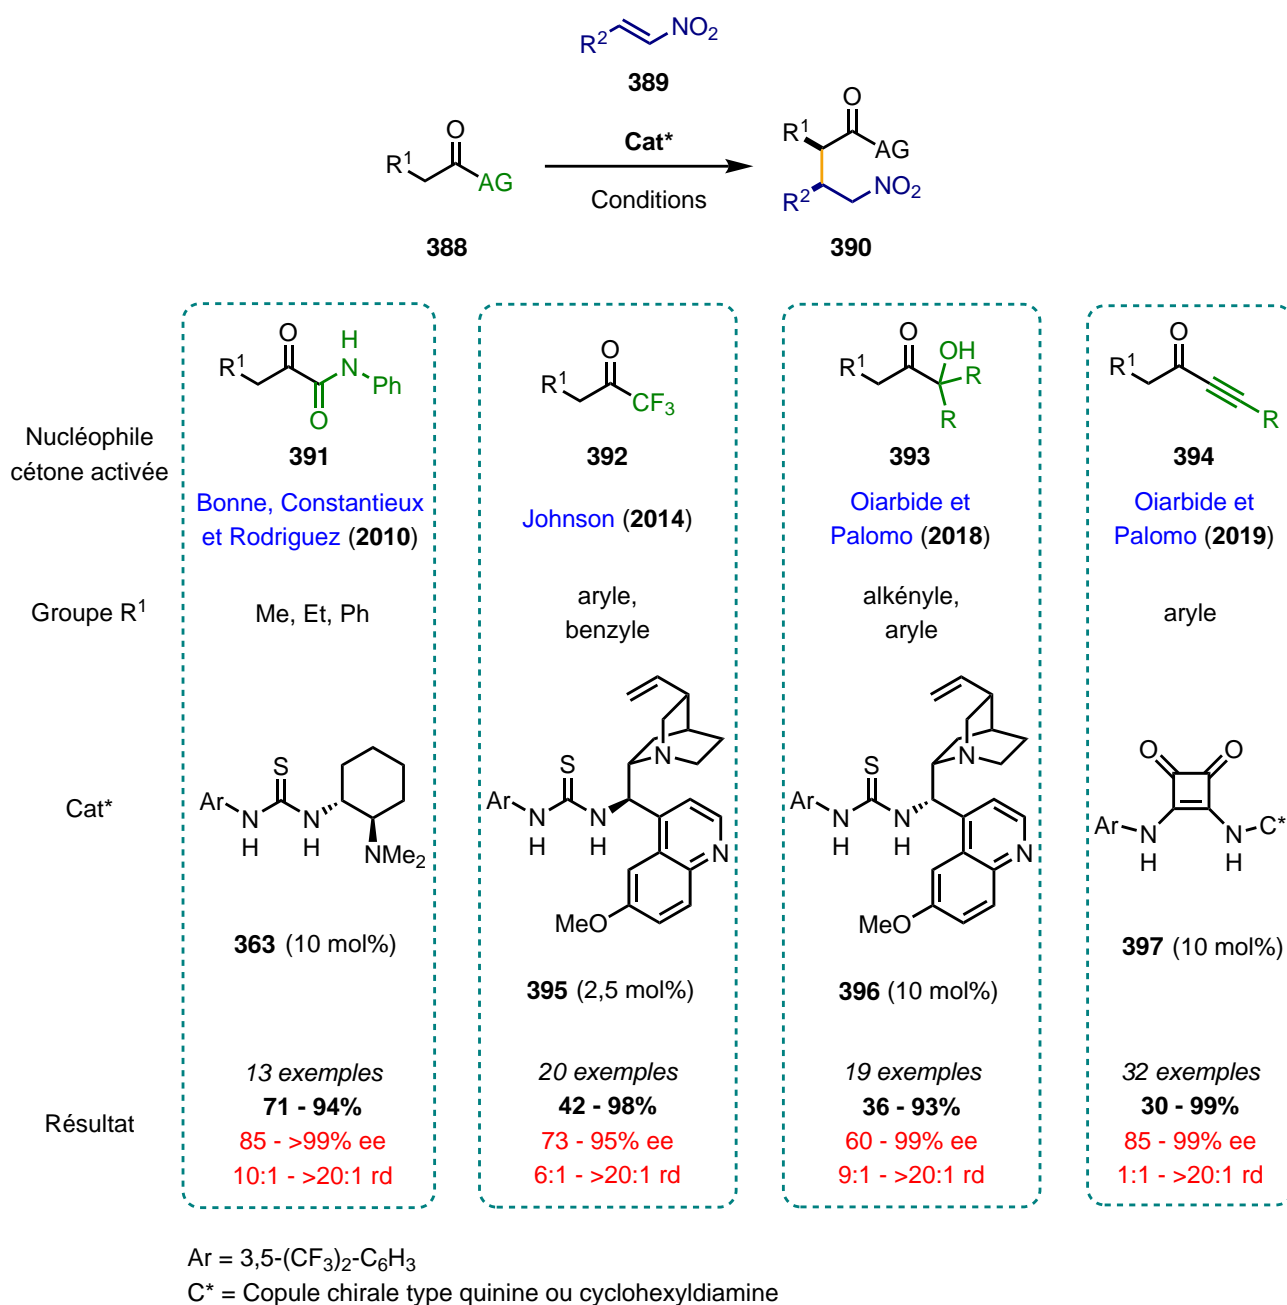 R2 NO2
389
O
R1 AG
Cat*
Conditions
O
R1 AG
R2 NO2
388
390
Nucléophile
cétone activée
O H
R1 N Ph
O
391
Bonne, Constantieux
et Rodriguez (2010)
O
R1 CF3
392
Johnson (2014)
O OH
R1 R
R
393
Oiarbide et
Palomo (2018)
O
R1
R
394
Oiarbide et
Palomo (2019)
Groupe R1
Me, Et, Ph
aryle,
benzyle
alkényle,
aryle
aryle
Cat*
S
Ar N N
H H
NMe2
363 (10 mol%)
N
S
Ar N N
H H
N
MeO
395 (2,5 mol%)
N
S
Ar N N
H H
N
MeO
396 (10 mol%)
O O
Ar N N C*
H H
397 (10 mol%)
Résultat
13 exemples
71 - 94%
85 - >99% ee
10:1 - >20:1 rd
20 exemples
42 - 98%
73 - 95% ee
6:1 - >20:1 rd
19 exemples
36 - 93%
60 - 99% ee
9:1 - >20:1 rd
32 exemples
30 - 99%
85 - 99% ee
1:1 - >20:1 rd
Ar = 3,5-(CF3)2-C6H3
C* = Copule chirale type quinine ou cyclohexyldiamine